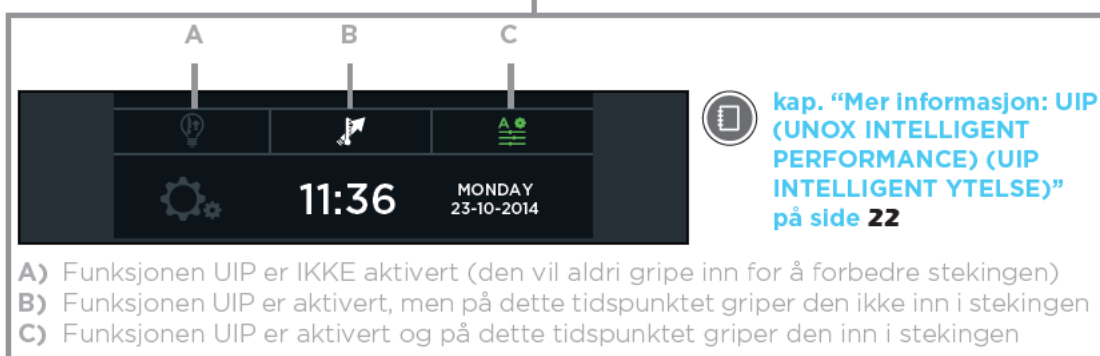 A B C
kap. “Mer informasjon: UIP
(UNOX INTELLIGENT
PERFORMANCE) (UIP
INTELLIGENT YTELSE)”
på side 22
A
11:36
MONDAY
23-10-2014
A) Funksjonen UIP er IKKE aktivert (den vil aldri gripe inn for å forbedre stekingen)
B) Funksjonen UIP er aktivert, men på dette tidspunktet griper den ikke inn i stekingen
C) Funksjonen UIP er aktivert og på dette tidspunktet griper den inn i stekingen